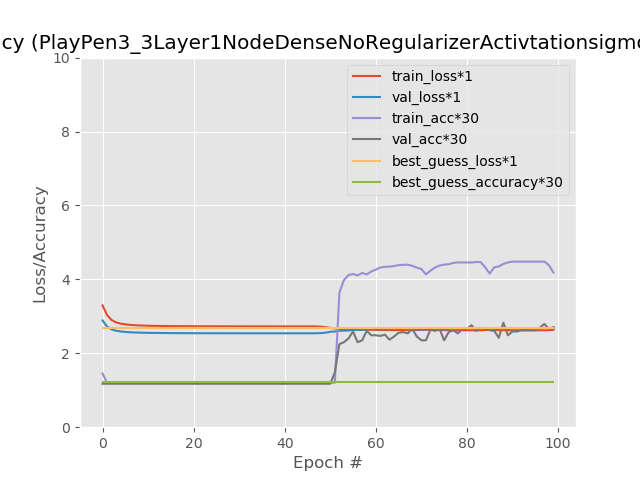 cy (PlayPen3_3Layer1NodeDenseNoRegularizerActivtationsigmo
10
8
6
4
2
0
Loss/Accuracy
train_loss*1
val_loss*1
train_acc*30
val_acc*30
best_guess_loss*1
best_guess_accuracy*30
0 20 40 60 80 100
Epoch #